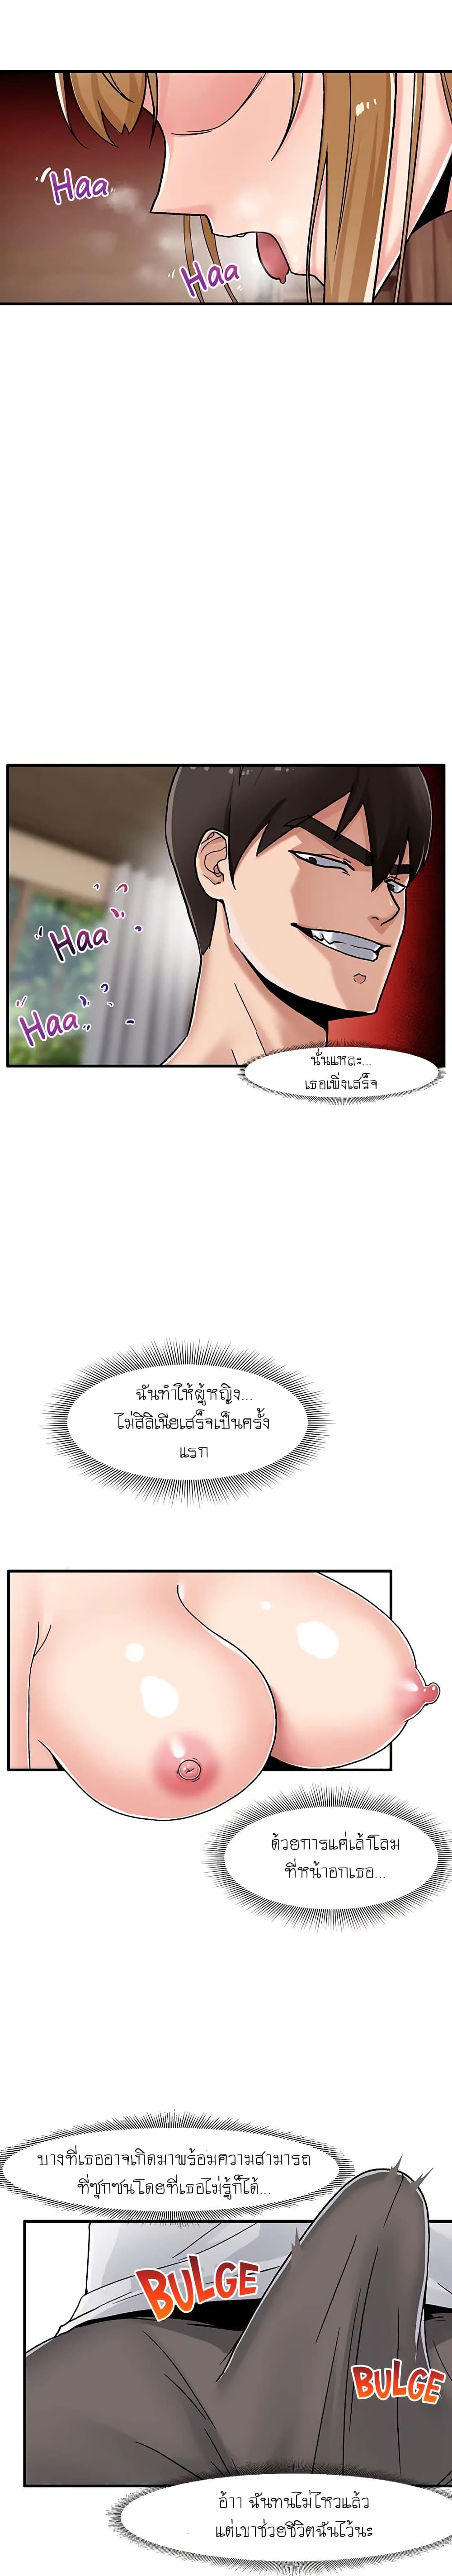 Haa
Haa
Haa
Haa
นั่นแหละ...
เธอเพิ่งเสร็จ
ฉันทำให้ผู้หญิง...
ไม่สิลิเนียเสร็จเป็นครั้ง
แรก
ด้วยการแค่เล้าโลม
ที่หน้าอกเธอ...
บางที่เธออาจเกิดมาพร้อมความสามารถ
ที่ซุกซนโดยที่เธอไม่รู้ก็ได้...
BULGE
BULGE
อ้าา ฉันทนไม่ไหวแล้ว
แต่เขาช่วยชีวิตฉันไว้นะ